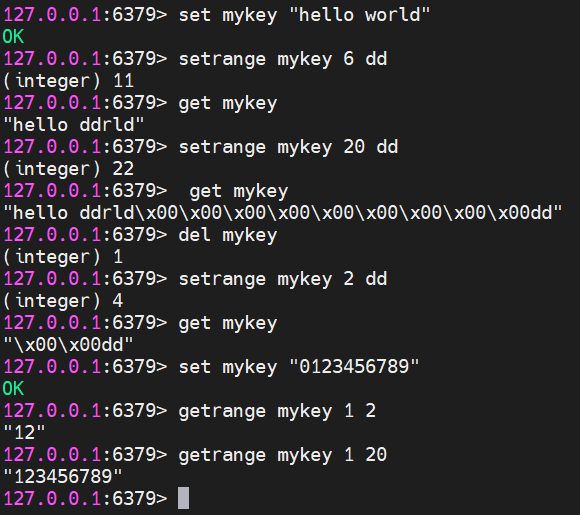 127.0.0.1:6379> set mykey "hello world"
OK
127.0.0.1:6379> setrange mykey 6 dd
(integer) 11
127.0.0.1:6379> get mykey
"hello ddrld"
127.0.0.1:6379> setrange mykey 20 dd
(integer) 22
127.0.0.1:6379>  get mykey
"hello ddrld\x00\x00\x00\x00\x00\x00\x00\x00\x00dd"
127.0.0.1:6379> del mykey
(integer) 1
127.0.0.1:6379> setrange mykey 2 dd
(integer) 4
127.0.0.1:6379> get mykey
"\x00\x00dd"
127.0.0.1:6379> set mykey "0123456789"
OK
127.0.0.1:6379> getrange mykey 1 2
"12"
127.0.0.1:6379> getrange mykey 1 20
"123456789"
127.0.0.1:6379>